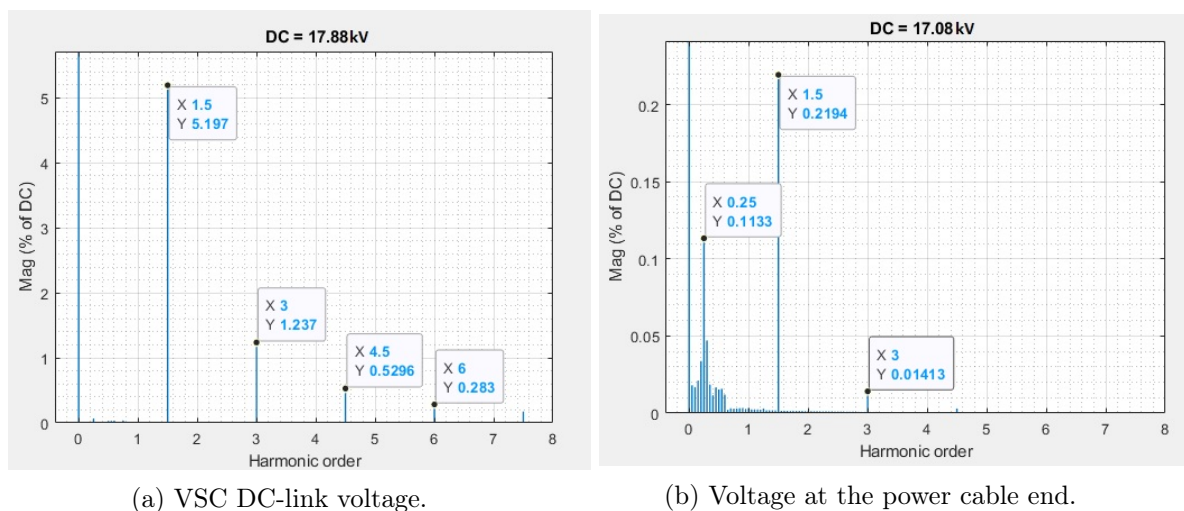 DC = 17.88kV
Mag (% of DC)
5
4
3
2
1
0
X 1.5
Y 5.197
X 3
Y 1.237
X 4.5
Y 0.5296
X 6
Y 0.283
0 1 2 3 4 5 6 7 8
Harmonic order
(a) VSC DC-link voltage.
DC = 17.08kV
Mag (% of DC)
0.2
0.15
0.1
0.05
0
X 1.5
Y 0.2194
X 0.25
Y 0.1133
X 3
Y 0.01413
0 1 2 3 4 5 6 7 8
Harmonic order
(b) Voltage at the power cable end.